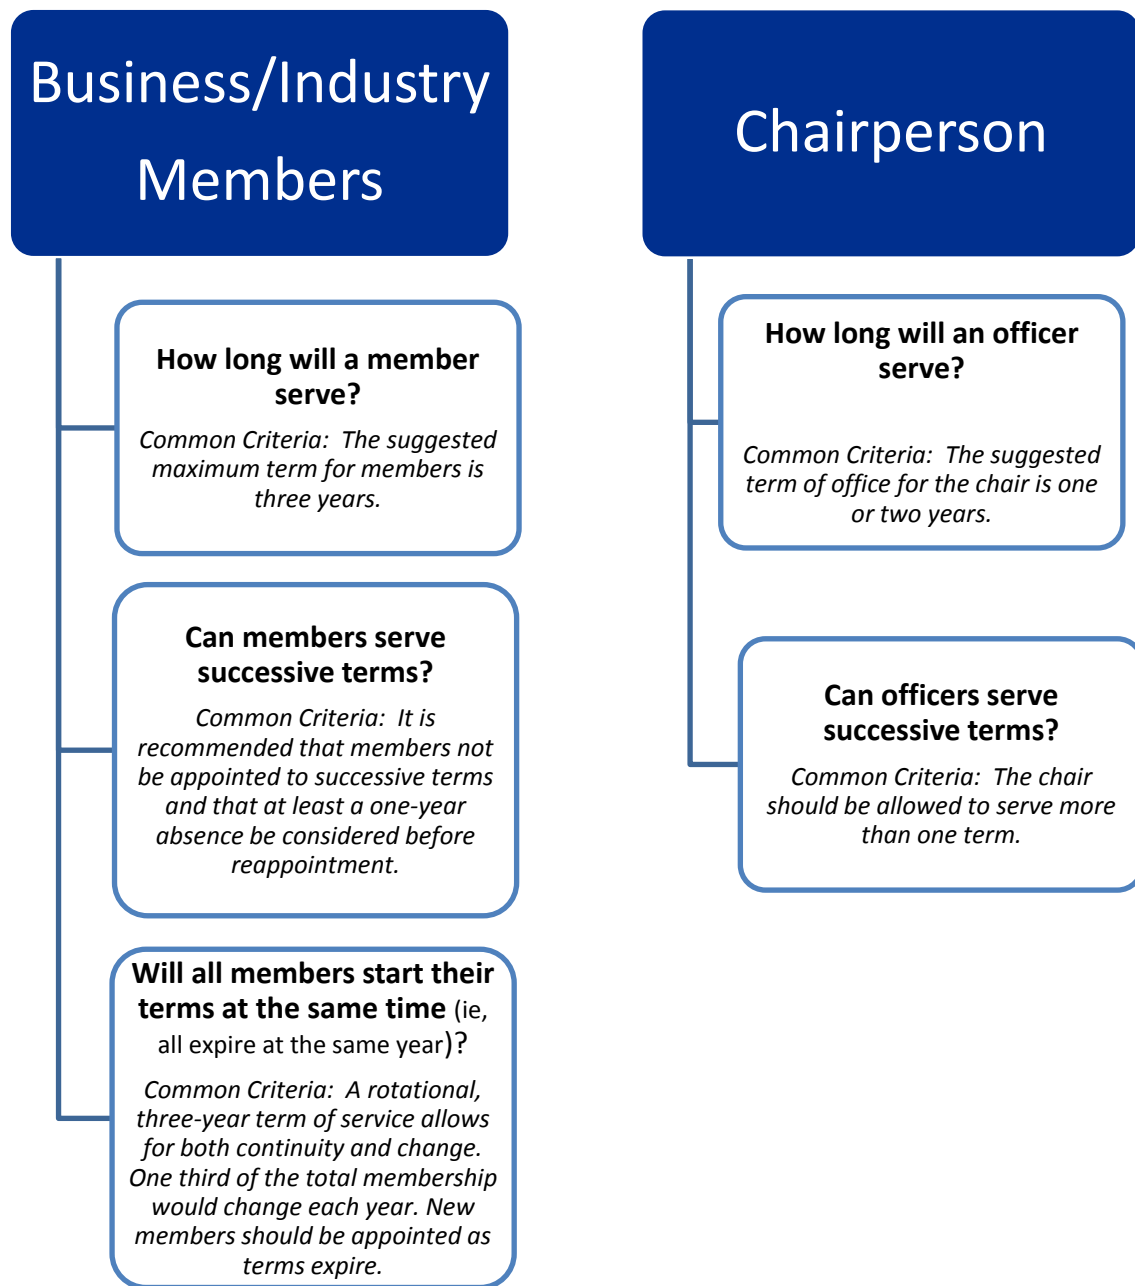 Business/Industry
Members
How long will a member
serve?
Common Criteria:  The suggested
maximum term for members is
three years.
Can members serve
successive terms?
Common Criteria:  It is
recommended that members not
be appointed to successive terms
and that at least a one-year
absence be considered before
reappointment.
Will all members start their
terms at the same time (ie,
all expire at the same year)?
Common Criteria:  A rotational,
three-year term of service allows
for both continuity and change.
One third of the total membership
would change each year. New
members should be appointed as
terms expire.
Chairperson
How long will an officer
serve?
Common Criteria:  The suggested
term of office for the chair is one
or two years.
Can officers serve
successive terms?
Common Criteria:  The chair
should be allowed to serve more
than one term.